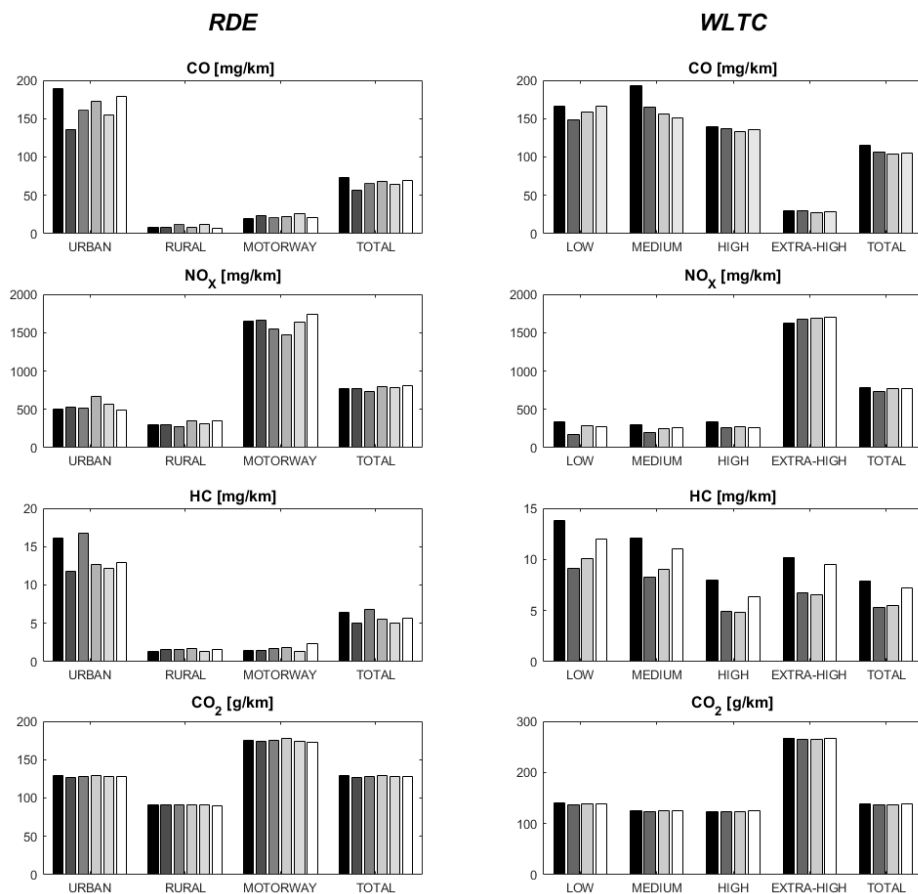 RDE
WLTC
CO [mg/km]
200
150
100
50
0
URBAN RURAL MOTORWAY TOTAL
CO [mg/km]
200
150
100
50
0
LOW MEDIUM HIGH EXTRA-HIGH TOTAL
NOX [mg/km]
2000
1500
1000
500
0
URBAN RURAL MOTORWAY TOTAL
NOX [mg/km]
2000
1500
1000
500
0
LOW MEDIUM HIGH EXTRA-HIGH TOTAL
HC [mg/km]
20
15
10
5
0
URBAN RURAL MOTORWAY TOTAL
HC [mg/km]
15
10
5
0
LOW MEDIUM HIGH EXTRA-HIGH TOTAL
CO2 [g/km]
200
150
100
50
0
URBAN RURAL MOTORWAY TOTAL
CO2 [g/km]
300
200
100
0
LOW MEDIUM HIGH EXTRA-HIGH TOTAL